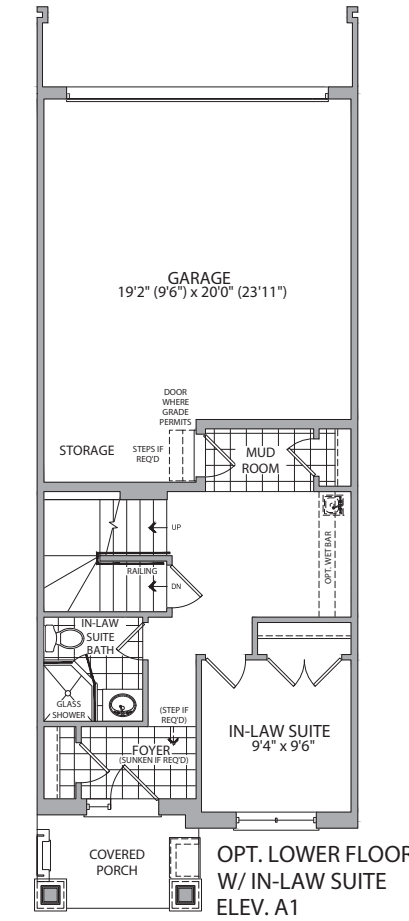 GARAGE
19'2" (9'6") x 20'0" (23'11")
DOOR
WHERE
GRADE
PERMITS
STORAGE
STEPS IF
REQ'D
MUD
ROOM
UP
RAILING
DN
OPT. WET BAR
IN-LAW
SUITE
BATH
GLASS
SHOWER
(STEP IF
REQ'D)
FOYER
(SUNKEN IF REQ'D)
IN-LAW SUITE
9'4" x 9'6"
COVERED
PORCH
OPT. LOWER FLOOR
W/ IN-LAW SUITE
ELEV. A1